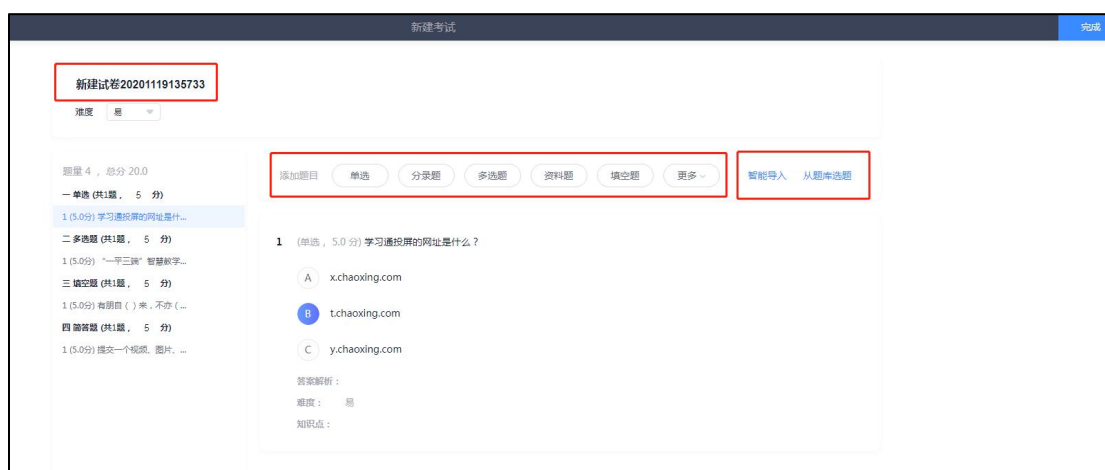 新建考试
完成
新建试卷20201119135733
难度 易
题量 4 ，总分 20.0
一 单选 (共1题， 5 分)
1 (5.0分) 学习通投屏的网址是什...
二 多选题 (共1题， 5 分)
1 (5.0分) “一平三端”智慧教学...
三 填空题 (共1题， 5 分)
1 (5.0分) 有朋自 ( ) 来，不亦 (...
四 简答题 (共1题， 5 分)
1 (5.0分) 提交一个视频、图片、...
添加题目 单选 分录题 多选题 资料题 填空题 更多
智能导入 从题库选题
1 (单选，5.0 分) 学习通投屏的网址是什么？
A x.chaoxing.com
B t.chaoxing.com
C y.chaoxing.com
答案解析：
难度： 易
知识点：